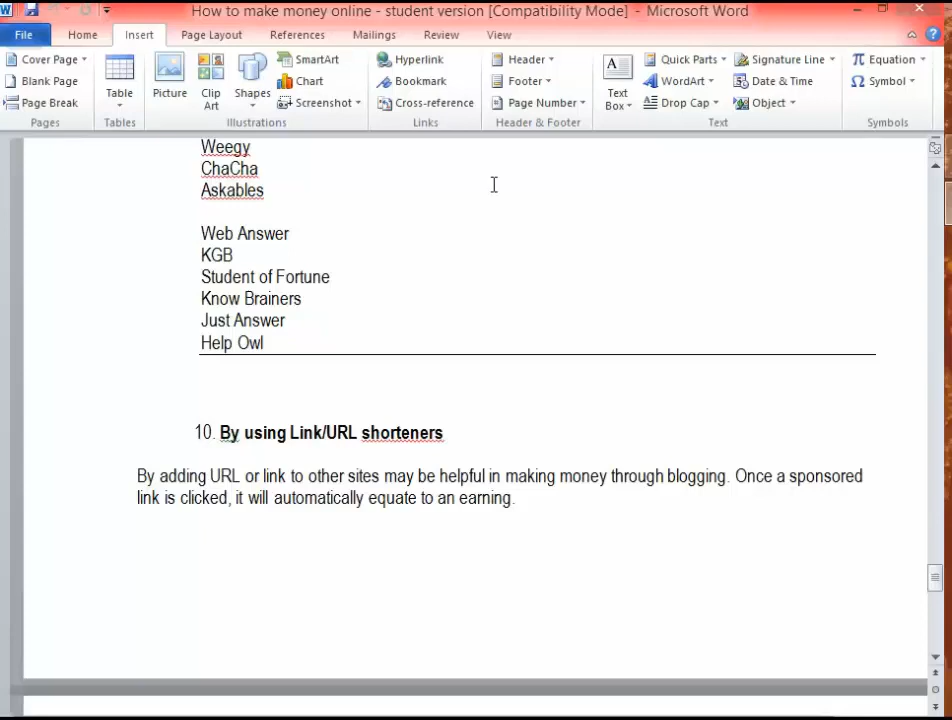 How to make money online - student version [Compatibility Mode] - Microsoft Word
File Home Insert Page Layout References Mailings Review View
Cover Page
Blank Page
Page Break
Pages
Table
Tables
Picture
Clip Art
Shapes
SmartArt
Chart
Screenshot
Illustrations
Hyperlink
Bookmark
Cross-reference
Links
Header
Footer
Page Number
Header & Footer
Text Box
Quick Parts
WordArt
Drop Cap
Signature Line
Date & Time
Object
Text
Equation
Symbol
Symbols
Weegy
ChaCha
Askables
Web Answer
KGB
Student of Fortune
Know Brainers
Just Answer
Help Owl
10. By using Link/URL shorteners
By adding URL or link to other sites may be helpful in making money through blogging. Once a sponsored
link is clicked, it will automatically equate to an earning.